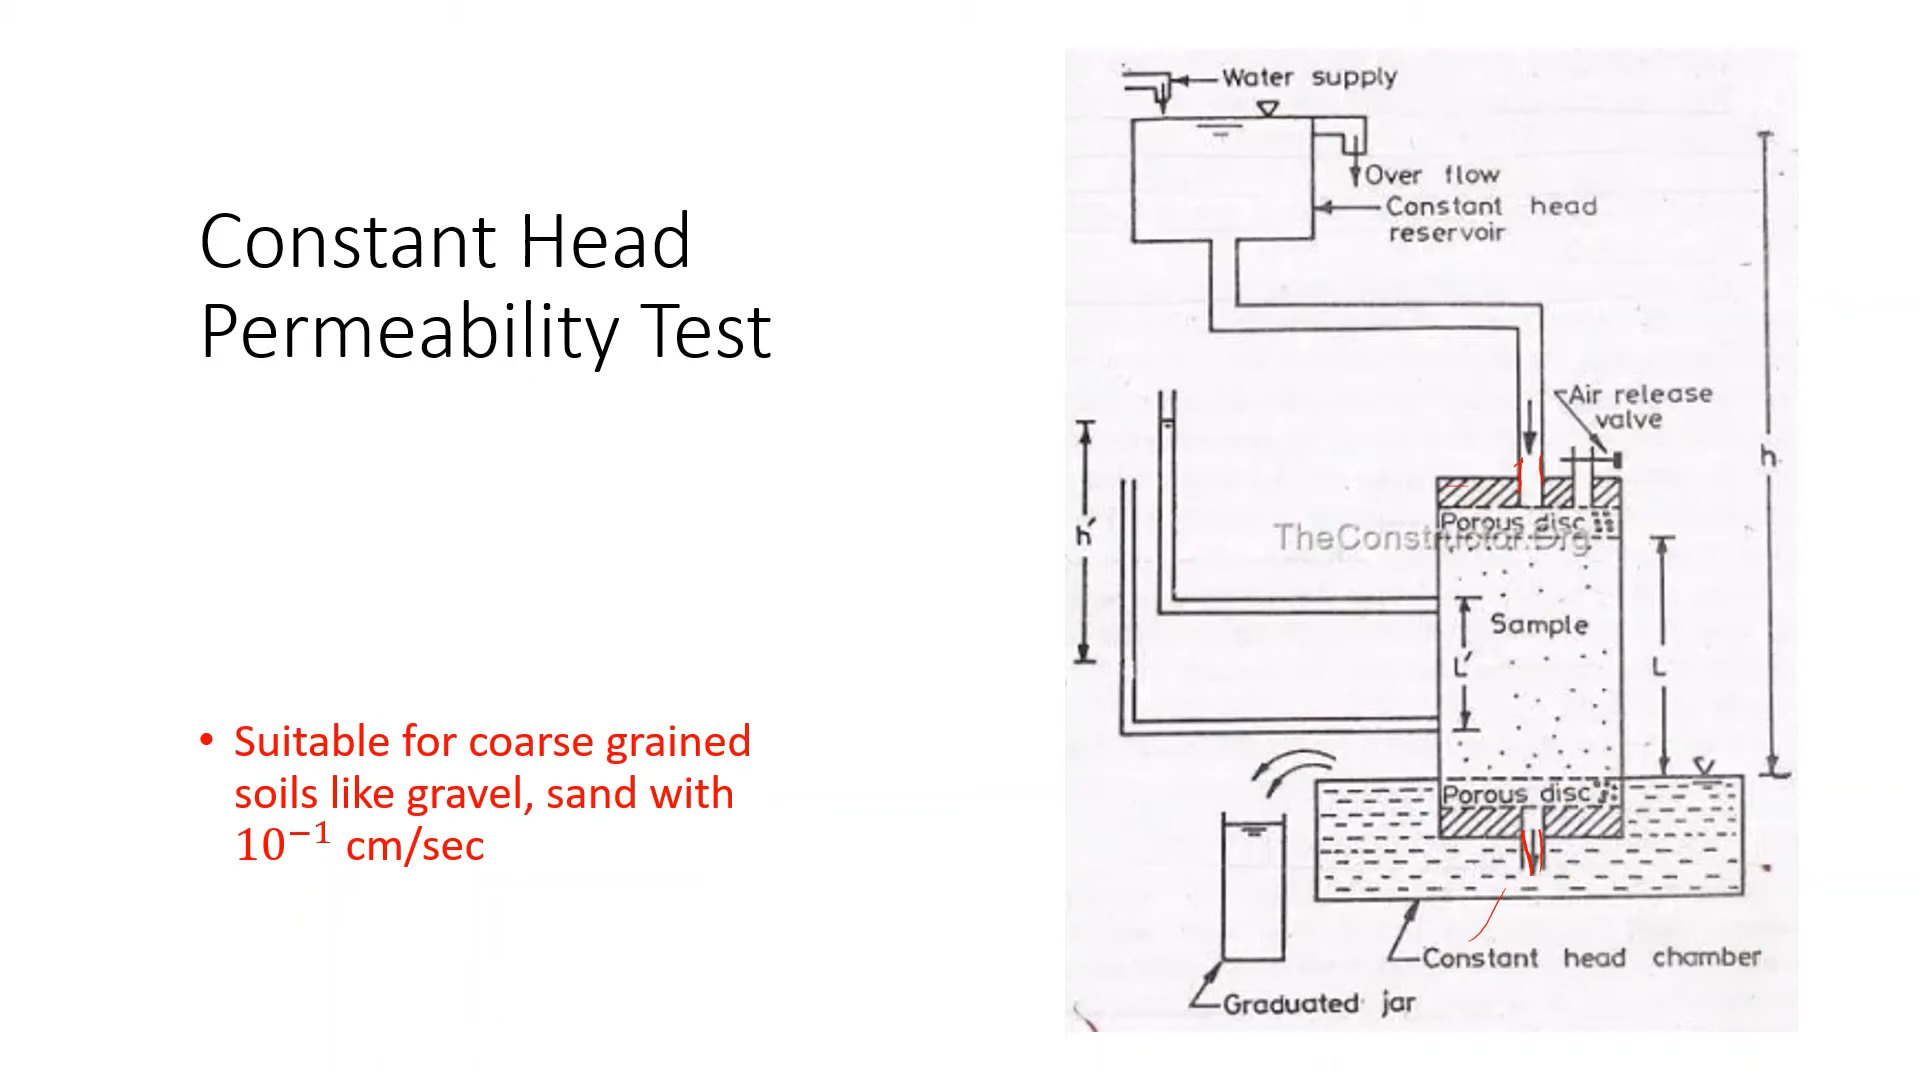 Constant Head
Permeability Test
• Suitable for coarse grained
soils like gravel, sand with
10⁻¹ cm/sec
Water supply
Over flow
Constant head
reservoir
Air release
valve
h
h'
Porous disc
TheConstructor.Org
Sample
L'
L
Porous disc
Constant head chamber
Graduated jar